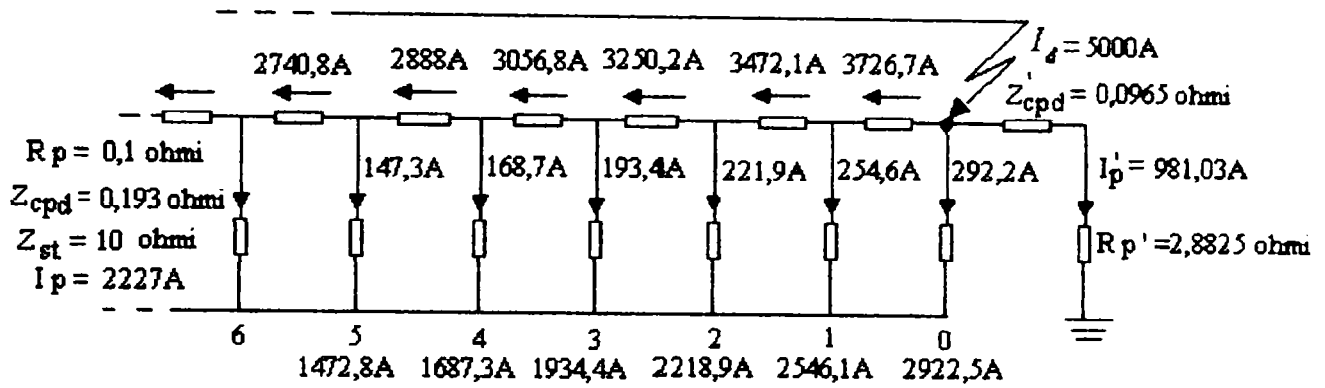 I_d = 5000A
2740,8A 2888A 3056,8A 3250,2A 3472,1A 3726,7A
Z'_cpd = 0,0965 ohmi
R p = 0,1 ohmi
Z_cpd = 0,193 ohmi
Z_st = 10 ohmi
I p = 2227A
147,3A 168,7A 193,4A 221,9A 254,6A 292,2A
I'_p = 981,03A
R p' =2,8825 ohmi
6 5 4 3 2 1 0
1472,8A 1687,3A 1934,4A 2218,9A 2546,1A 2922,5A